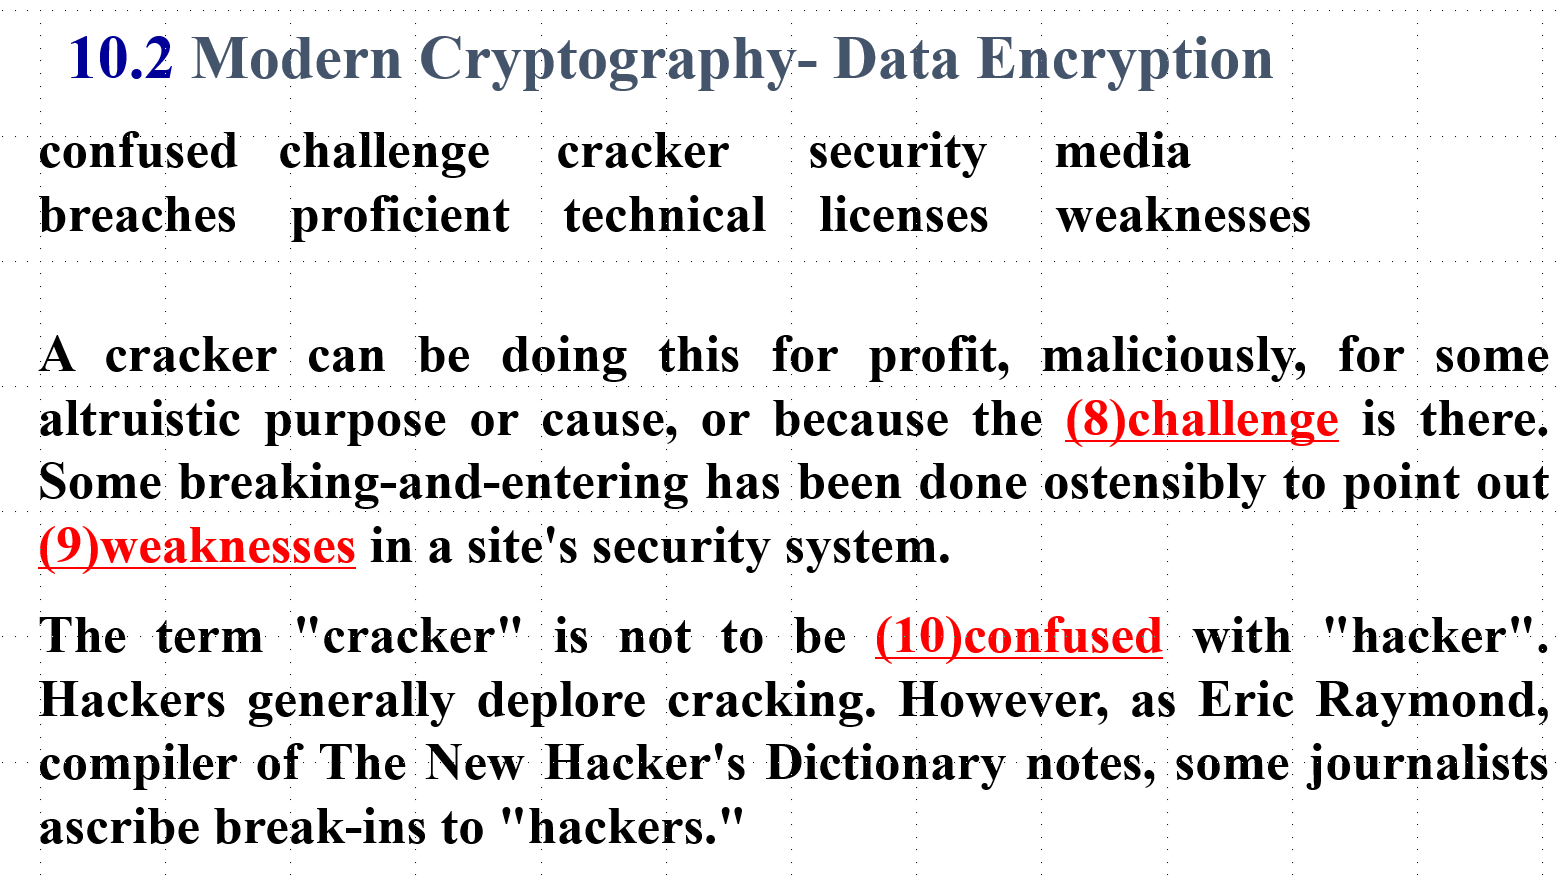 10.2 Modern Cryptography- Data Encryption
confused challenge cracker security media
breaches proficient technical licenses weaknesses
A cracker can be doing this for profit, maliciously, for some
altruistic purpose or cause, or because the (8)challenge is there.
Some breaking-and-entering has been done ostensibly to point out
(9)weaknesses in a site's security system.
The term "cracker" is not to be (10)confused with "hacker".
Hackers generally deplore cracking. However, as Eric Raymond,
compiler of The New Hacker's Dictionary notes, some journalists
ascribe break-ins to "hackers."